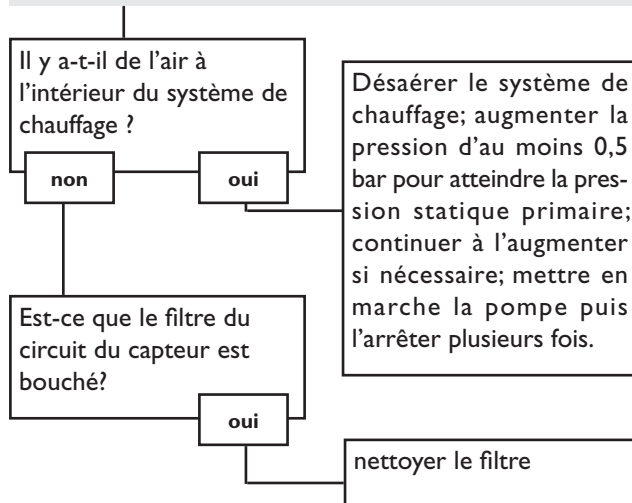 Il y a-t-il de l'air à
l'intérieur du système de
chauffage ?
non
oui
Désaérer le système de
chauffage; augmenter la
pression d'au moins 0,5
bar pour atteindre la pres-
sion statique primaire;
continuer à l'augmenter
si nécessaire; mettre en
marche la pompe puis
l'arrêter plusieurs fois.
Est-ce que le filtre du
circuit du capteur est
bouché?
oui
nettoyer le filtre